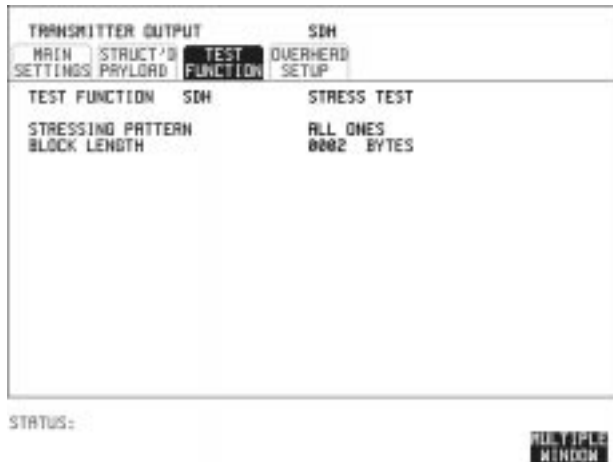 TRANSMITTER OUTPUT SDH
MAIN SETTINGS
STRUCT'D PAYLOAD
TEST FUNCTION
OVERHEAD SETUP
TEST FUNCTION SDH STRESS TEST
STRESSING PATTERN ALL ONES
BLOCK LENGTH 0002 BYTES
STATUS:
MULTIPLE
WINDOW